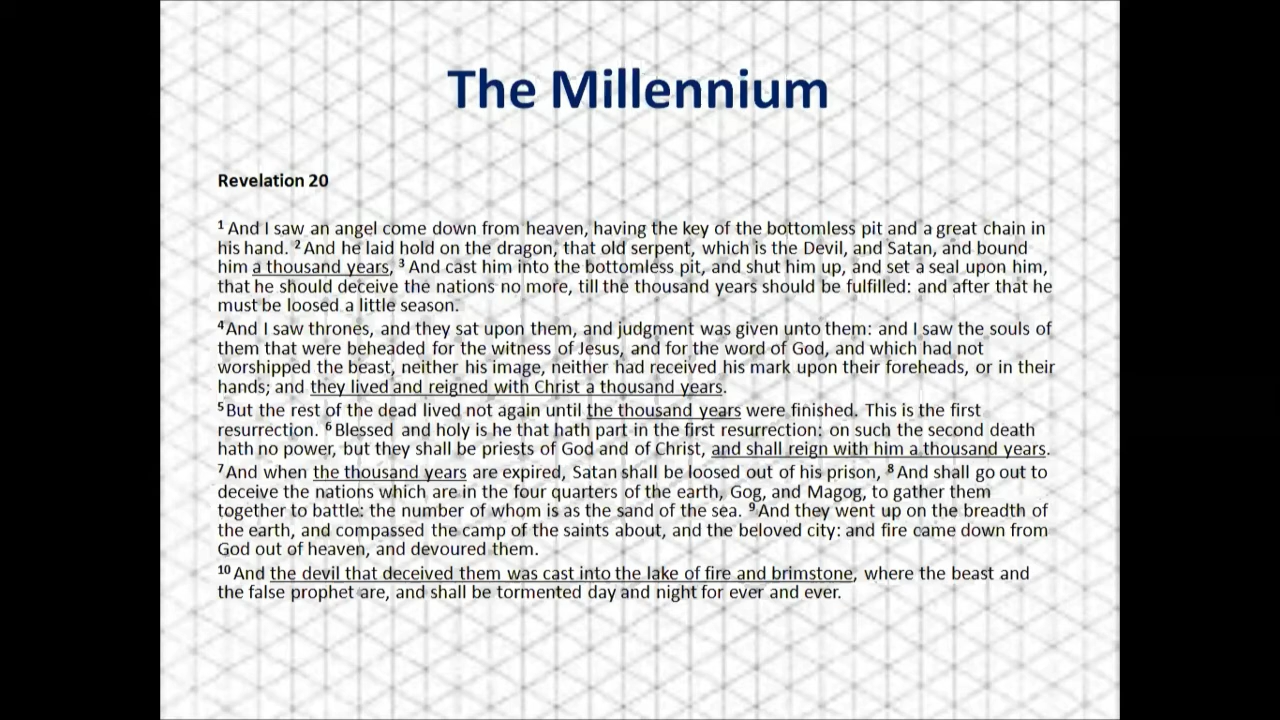 The Millennium
Revelation 20
1 And I saw an angel come down from heaven, having the key of the bottomless pit and a great chain in
his hand. 2 And he laid hold on the dragon, that old serpent, which is the Devil, and Satan, and bound
him a thousand years, 3 And cast him into the bottomless pit, and shut him up, and set a seal upon him,
that he should deceive the nations no more, till the thousand years should be fulfilled: and after that he
must be loosed a little season.
4 And I saw thrones, and they sat upon them, and judgment was given unto them: and I saw the souls of
them that were beheaded for the witness of Jesus, and for the word of God, and which had not
worshipped the beast, neither his image, neither had received his mark upon their foreheads, or in their
hands; and they lived and reigned with Christ a thousand years.
5 But the rest of the dead lived not again until the thousand years were finished. This is the first
resurrection. 6 Blessed and holy is he that hath part in the first resurrection: on such the second death
hath no power, but they shall be priests of God and of Christ, and shall reign with him a thousand years.
7 And when the thousand years are expired, Satan shall be loosed out of his prison, 8 And shall go out to
deceive the nations which are in the four quarters of the earth, Gog, and Magog, to gather them
together to battle: the number of whom is as the sand of the sea. 9 And they went up on the breadth of
the earth, and compassed the camp of the saints about, and the beloved city: and fire came down from
God out of heaven, and devoured them.
10 And the devil that deceived them was cast into the lake of fire and brimstone, where the beast and
the false prophet are, and shall be tormented day and night for ever and ever.